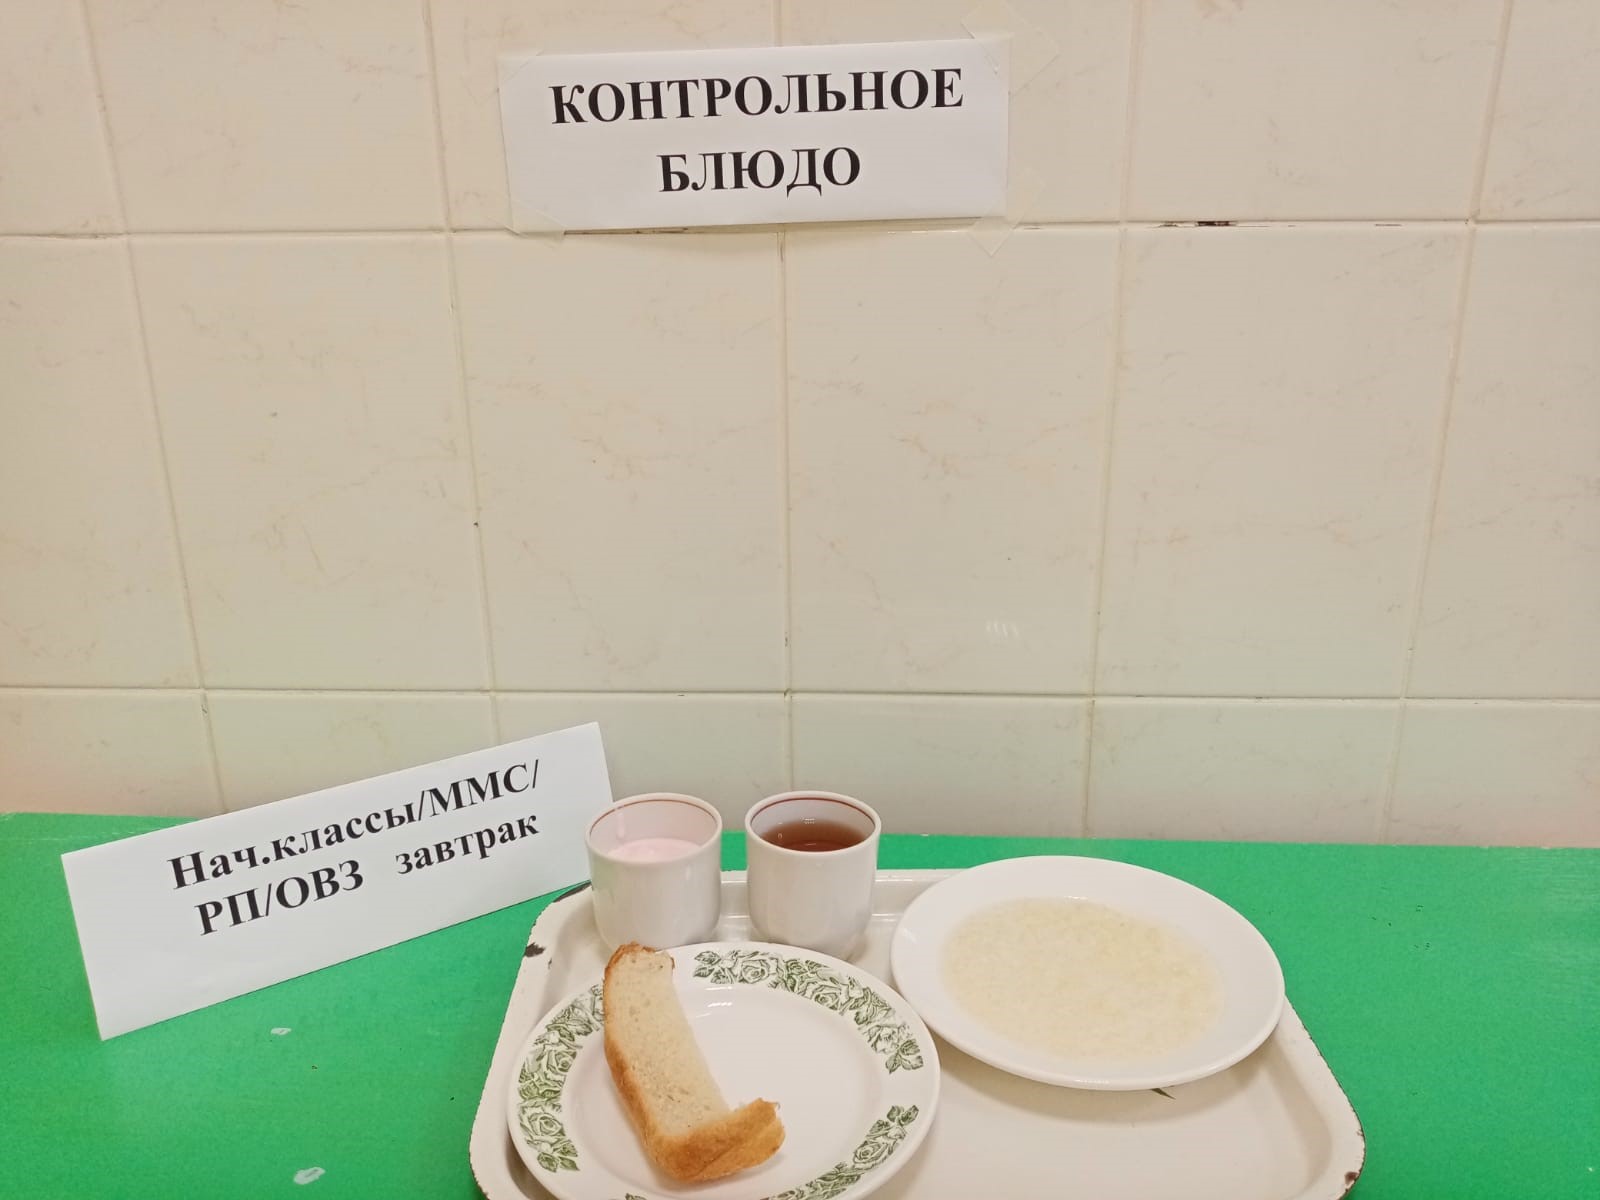 КОНТРОЛЬНОЕ
БЛЮДО
Нач.классы/ММС/
РП/ОВЗ завтрак